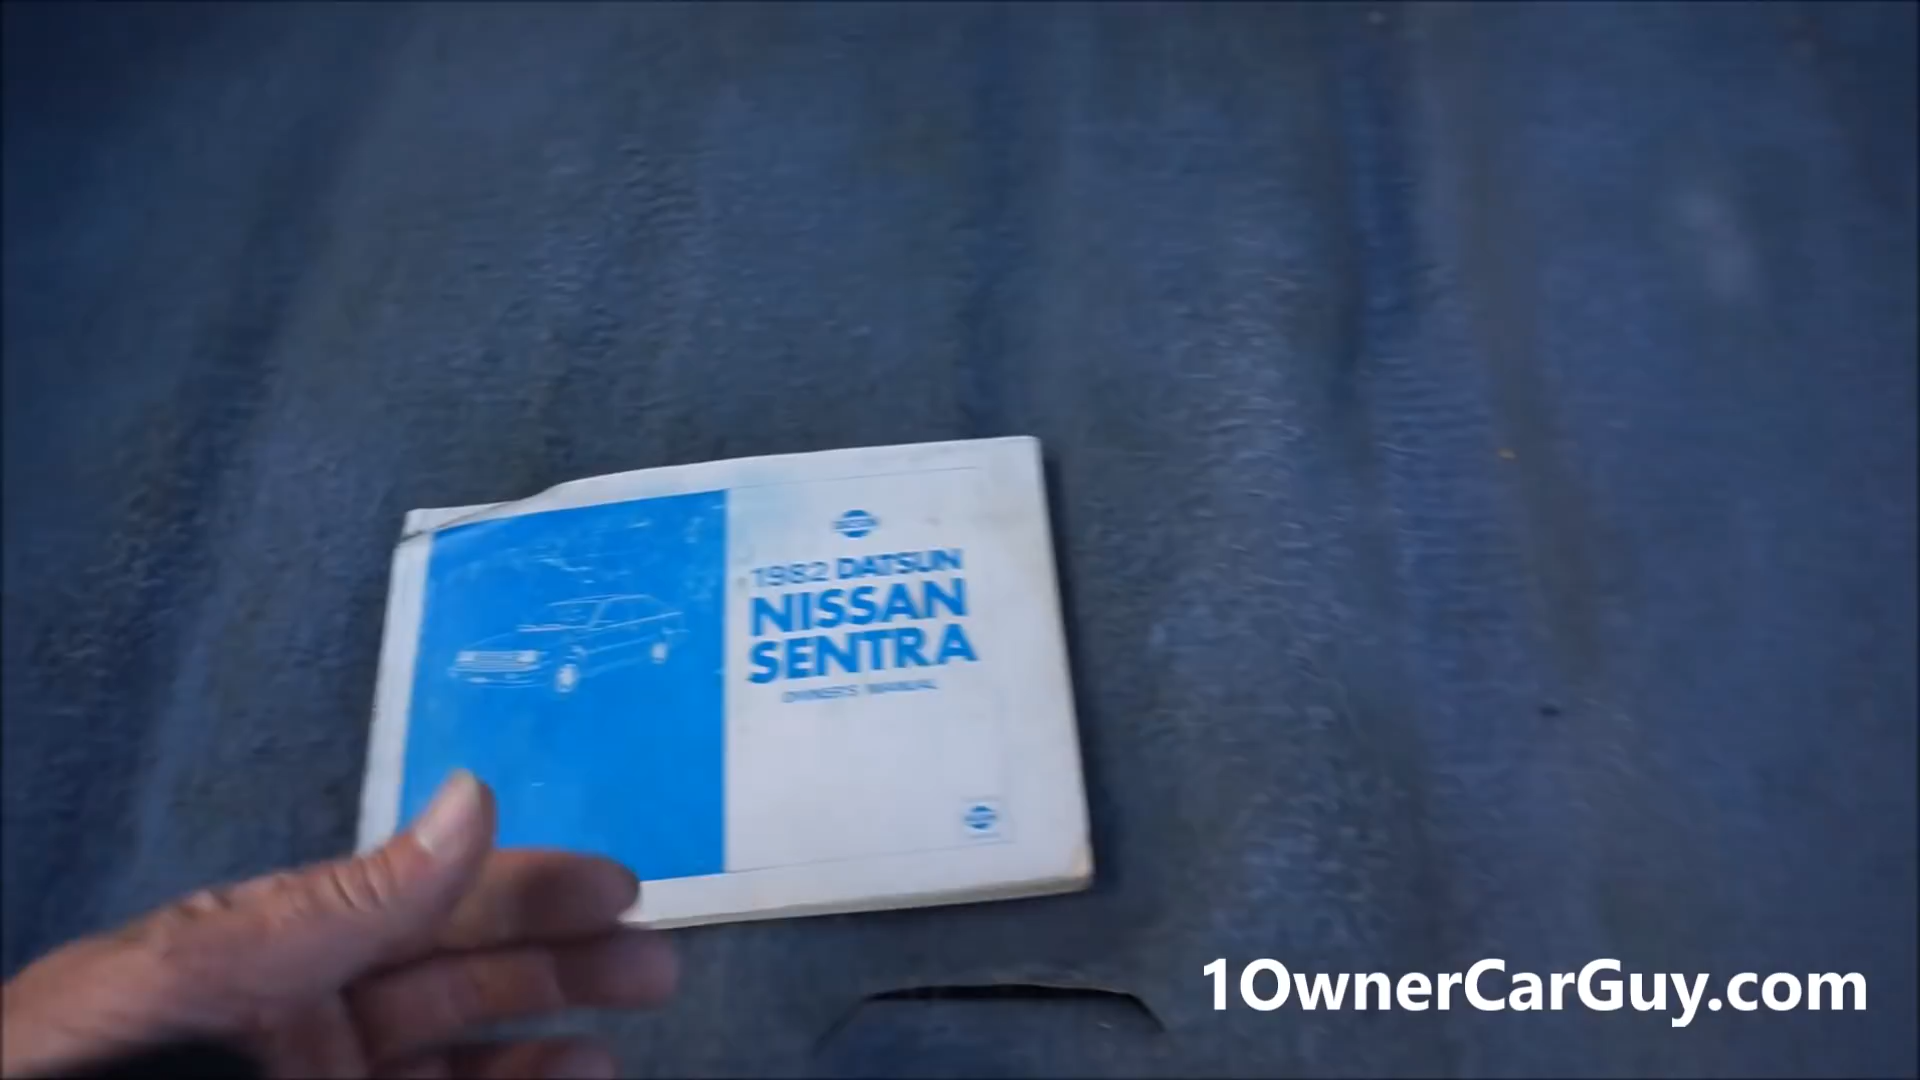 1982 DATSUN
NISSAN
SENTRA
OWNER'S MANUAL
1OwnerCarGuy.com